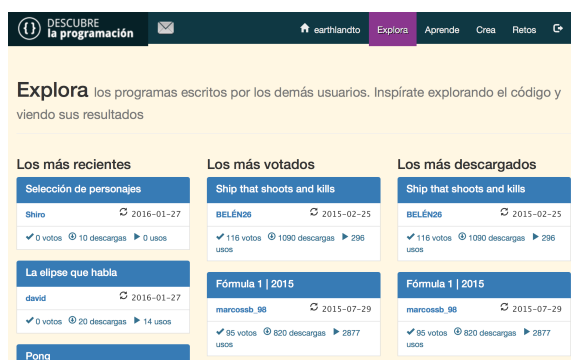 {} DESCUBRE
la programación
earthlandto Explora Aprende Crea Retos
Explora los programas escritos por los demás usuarios. Inspírate explorando el código y
viendo sus resultados
Los más recientes
Selección de personajes
Shiro 2016-01-27
0 votos 10 descargas 0 usos
La elipse que habla
david 2016-01-27
0 votos 20 descargas 14 usos
Pong
Los más votados
Ship that shoots and kills
BELÉN26 2015-02-25
116 votos 1090 descargas 296
usos
Fórmula 1 | 2015
marcossb_98 2015-07-29
95 votos 820 descargas 2877
usos
Los más descargados
Ship that shoots and kills
BELÉN26 2015-02-25
116 votos 1090 descargas 296
usos
Fórmula 1 | 2015
marcossb_98 2015-07-29
95 votos 820 descargas 2877
usos